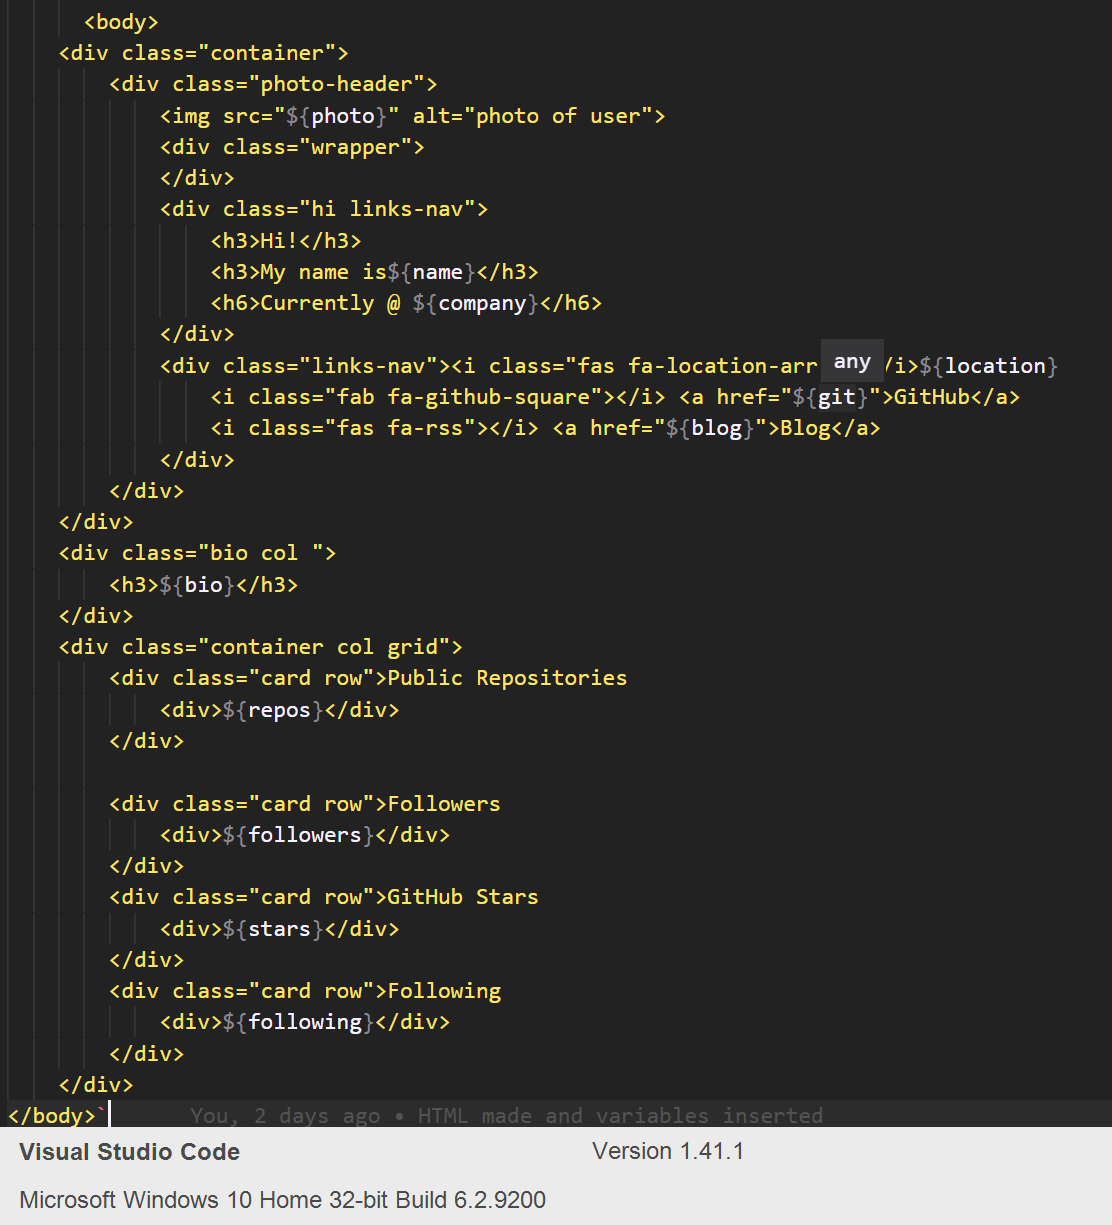 <body>
<div class="container">
<div class="photo-header">
<img src="${photo}" alt="photo of user">
<div class="wrapper">
</div>
<div class="hi links-nav">
<h3>Hi!</h3>
<h3>My name is${name}</h3>
<h6>Currently @ ${company}</h6>
</div>
<div class="links-nav"><i class="fas fa-location-arr any /i>${location}
<i class="fab fa-github-square"></i> <a href="${git}">GitHub</a>
<i class="fas fa-rss"></i> <a href="${blog}">Blog</a>
</div>
</div>
</div>
<div class="bio col ">
<h3>${bio}</h3>
</div>
<div class="container col grid">
<div class="card row">Public Repositories
<div>${repos}</div>
</div>
<div class="card row">Followers
<div>${followers}</div>
</div>
<div class="card row">GitHub Stars
<div>${stars}</div>
</div>
<div class="card row">Following
<div>${following}</div>
</div>
</div>
</body>` You, 2 days ago • HTML made and variables inserted
Visual Studio Code Version 1.41.1
Microsoft Windows 10 Home 32-bit Build 6.2.9200